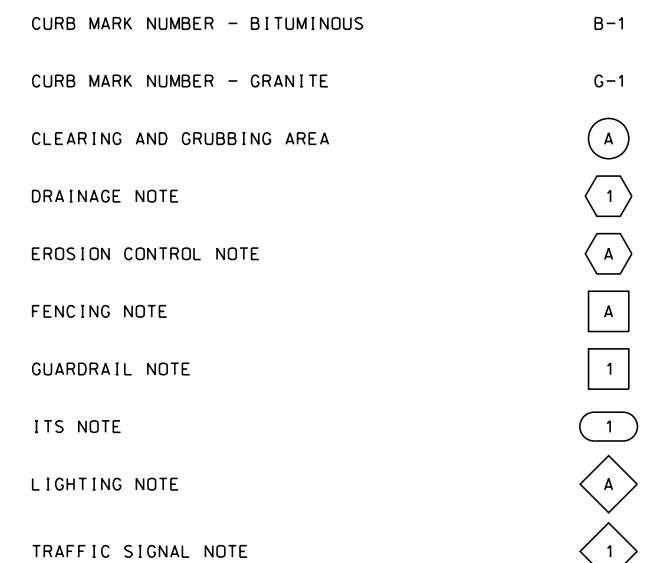 CURB MARK NUMBER - BITUMINOUS B-1
CURB MARK NUMBER - GRANITE G-1
CLEARING AND GRUBBING AREA A
DRAINAGE NOTE 1
EROSION CONTROL NOTE A
FENCING NOTE A
GUARDRAIL NOTE 1
ITS NOTE 1
LIGHTING NOTE A
TRAFFIC SIGNAL NOTE 1